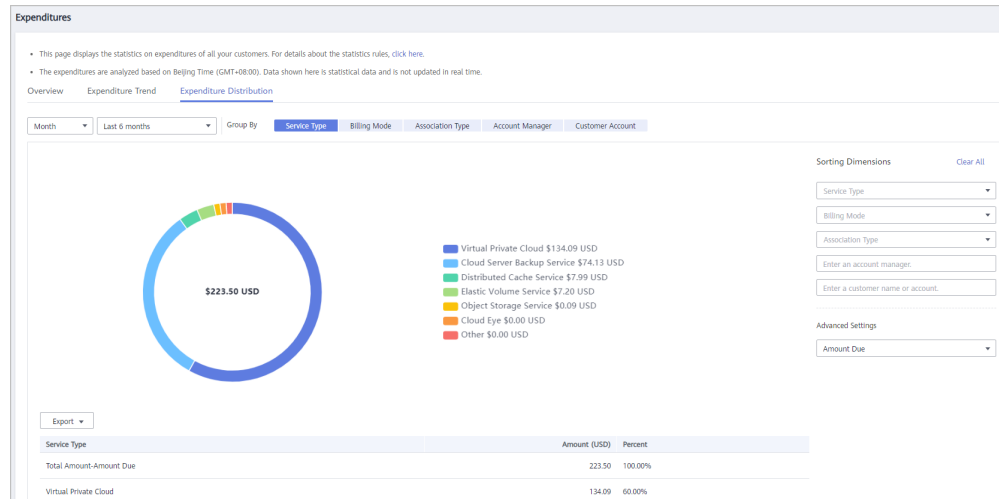 Expenditures
• This page displays the statistics on expenditures of all your customers. For details about the statistics rules, click here.
• The expenditures are analyzed based on Beijing Time (GMT+08:00). Data shown here is statistical data and is not updated in real time.
Overview Expenditure Trend Expenditure Distribution
Month Last 6 months Group By Service Type Billing Mode Association Type Account Manager Customer Account
Sorting Dimensions Clear All
Service Type
Billing Mode
Association Type
Enter an account manager.
Enter a customer name or account.
Advanced Settings
Amount Due
$223.50 USD
Virtual Private Cloud $134.09 USD
Cloud Server Backup Service $74.13 USD
Distributed Cache Service $7.99 USD
Elastic Volume Service $7.20 USD
Object Storage Service $0.09 USD
Cloud Eye $0.00 USD
Other $0.00 USD
Export
Service Type Amount (USD) Percent
Total Amount-Amount Due 223.50 100.00%
Virtual Private Cloud 134.09 60.00%